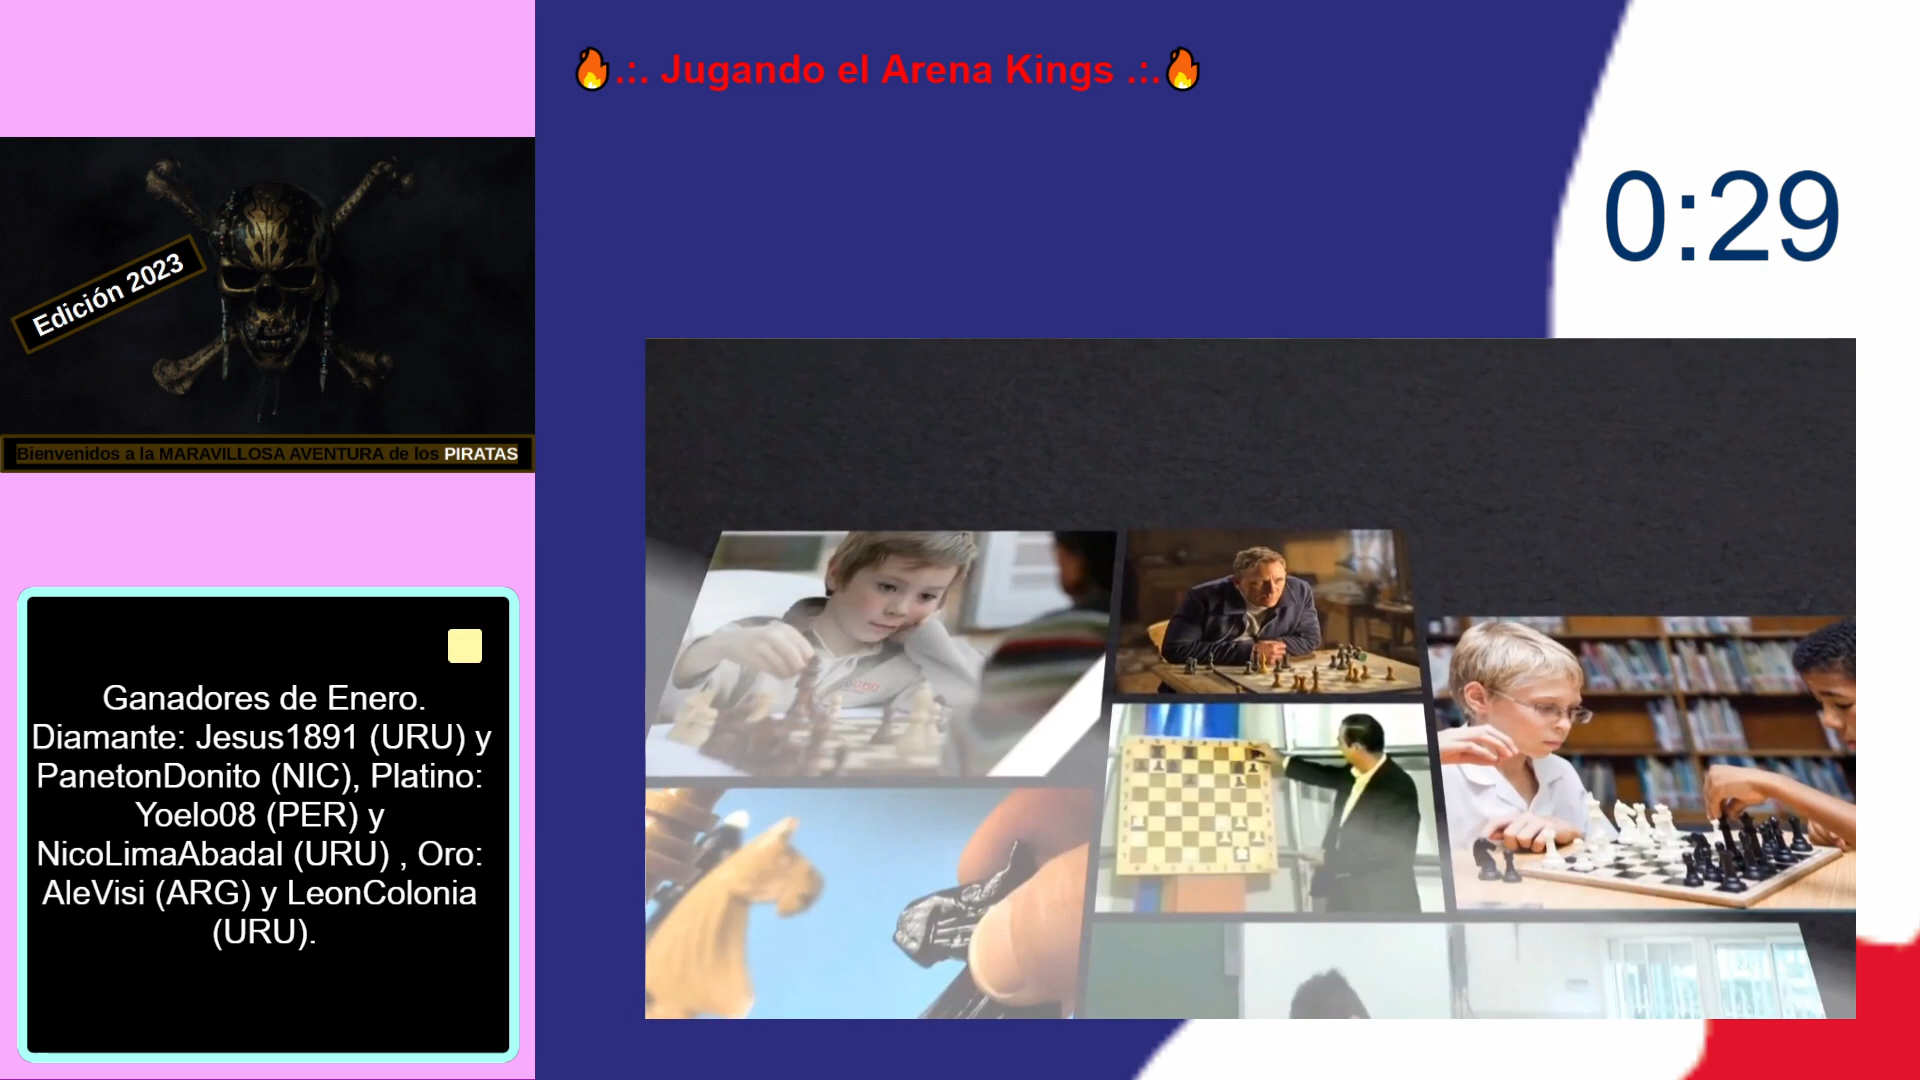 🔥.:. Jugando el Arena Kings .:.🔥
0:29
Edición 2023
Bienvenidos a la MARAVILLOSA AVENTURA de los PIRATAS
Ganadores de Enero.
Diamante: Jesus1891 (URU) y
PanetonDonito (NIC), Platino:
Yoelo08 (PER) y
NicoLimaAbadal (URU) , Oro:
AleVisi (ARG) y LeonColonia
(URU).